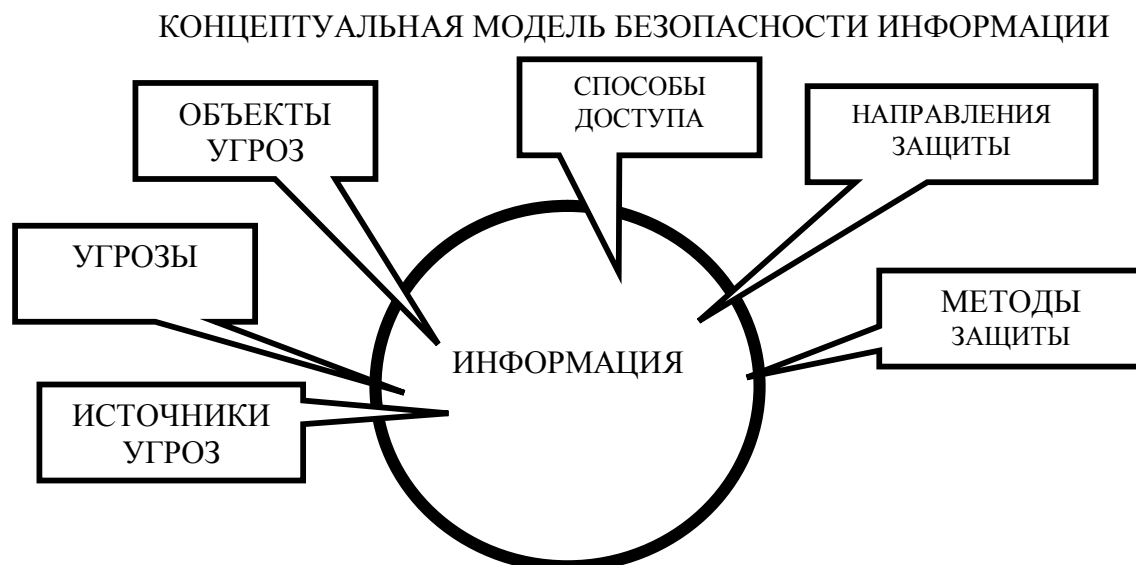 КОНЦЕПТУАЛЬНАЯ МОДЕЛЬ БЕЗОПАСНОСТИ ИНФОРМАЦИИ
ОБЪЕКТЫ
УГРОЗ
СПОСОБЫ
ДОСТУПА
НАПРАВЛЕНИЯ
ЗАЩИТЫ
УГРОЗЫ
МЕТОДЫ
ЗАЩИТЫ
ИНФОРМАЦИЯ
ИСТОЧНИКИ
УГРОЗ